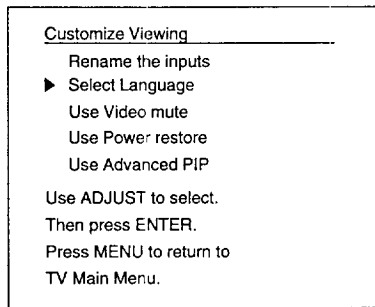 Customize Viewing
Rename the inputs
▶ Select Language
Use Video mute
Use Power restore
Use Advanced PIP
Use ADJUST to select.
Then press ENTER.
Press MENU to return to
TV Main Menu.